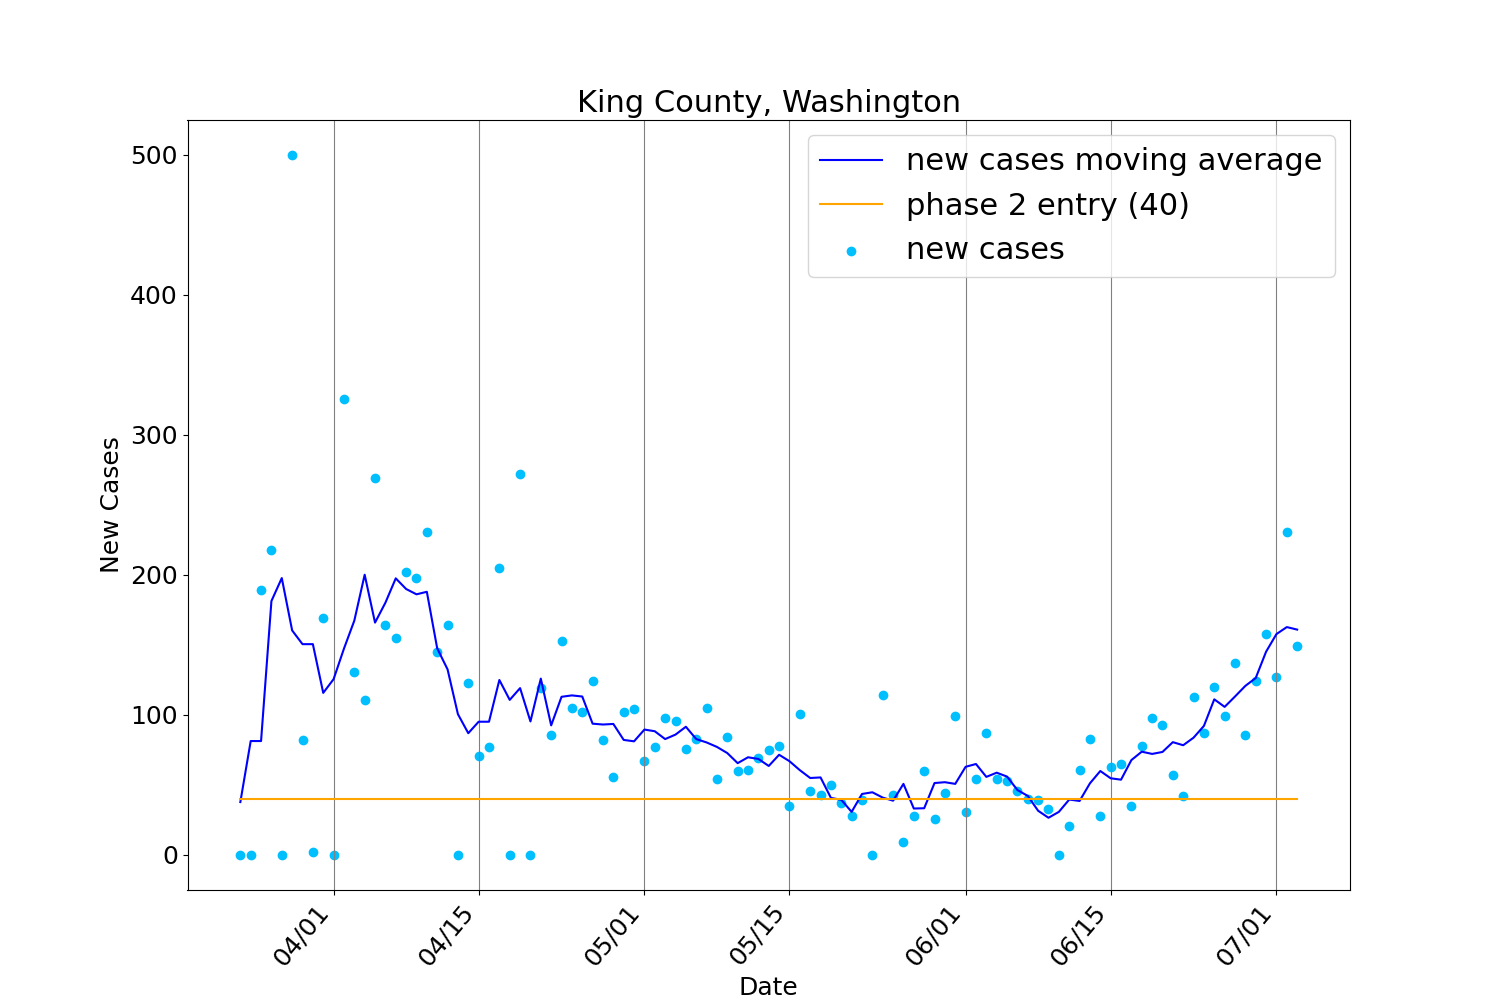 King County, Washington
new cases moving average
phase 2 entry (40)
new cases
500
400
300
200
100
0
New Cases
04/01
04/15
05/01
05/15
06/01
06/15
07/01
Date